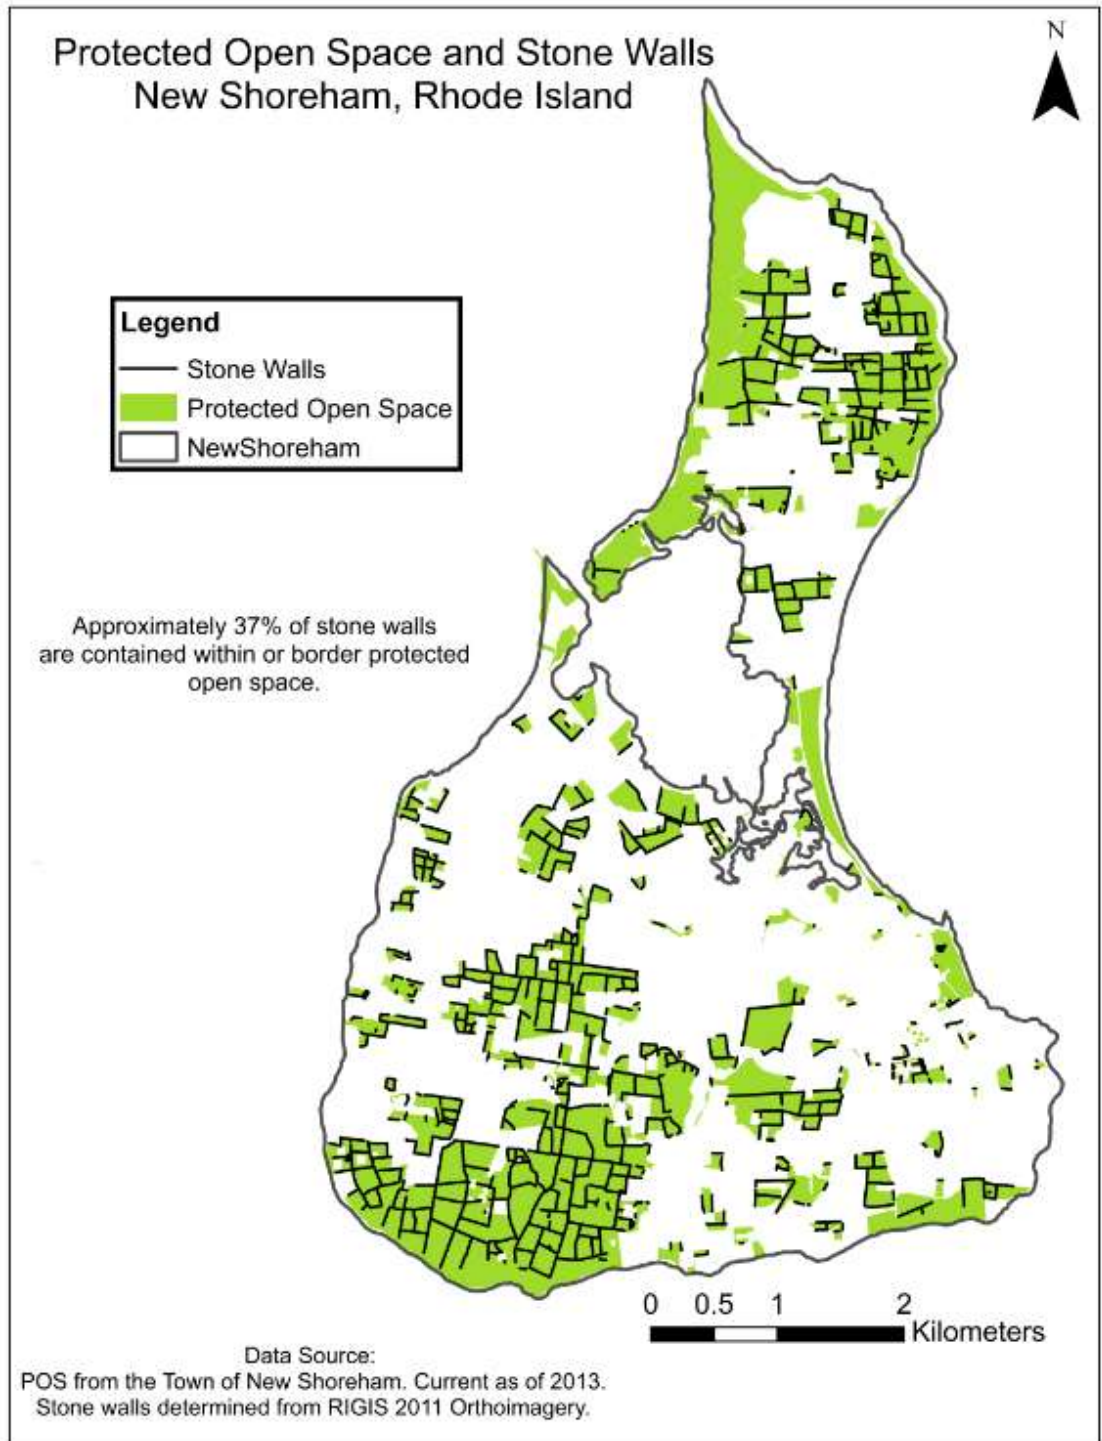 Protected Open Space and Stone Walls
New Shoreham, Rhode Island
N
Legend
Stone Walls
Protected Open Space
NewShoreham
Approximately 37% of stone walls
are contained within or border protected
open space.
0 0.5 1 2
Kilometers
Data Source:
POS from the Town of New Shoreham. Current as of 2013.
Stone walls determined from RIGIS 2011 Orthoimagery.